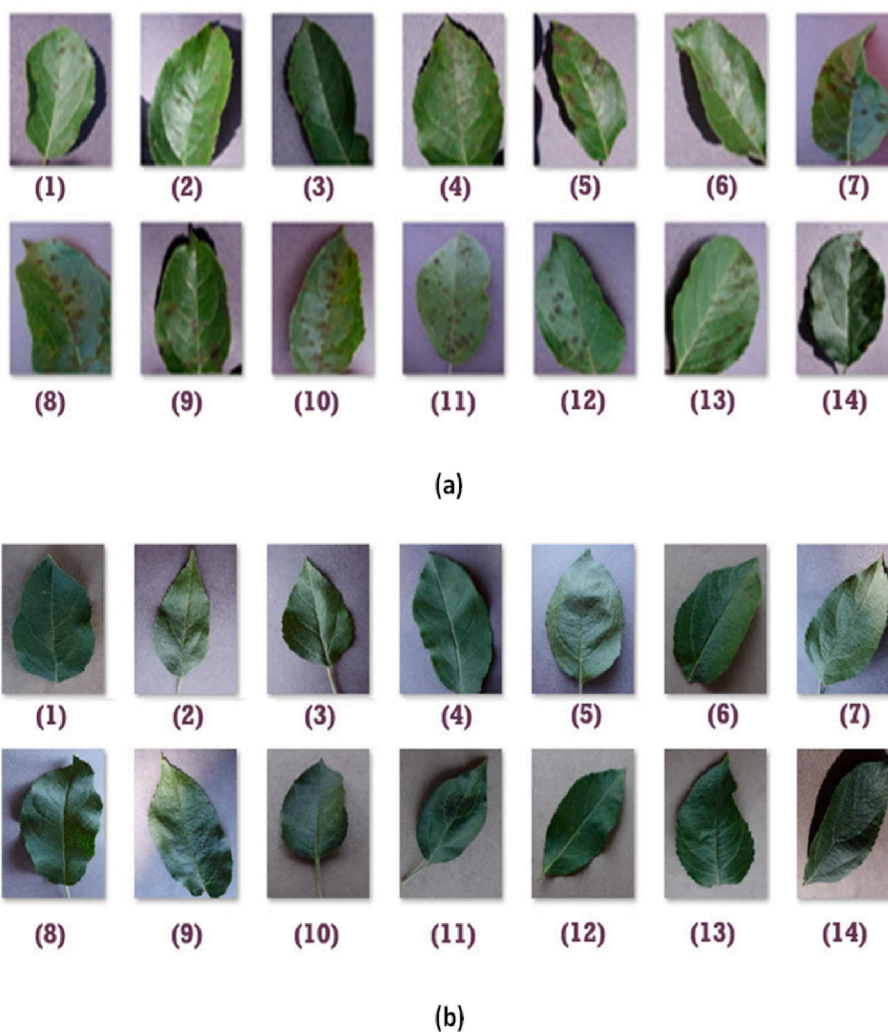 (1) (2) (3) (4) (5) (6) (7)
(8) (9) (10) (11) (12) (13) (14)
(a)
(1) (2) (3) (4) (5) (6) (7)
(8) (9) (10) (11) (12) (13) (14)
(b)